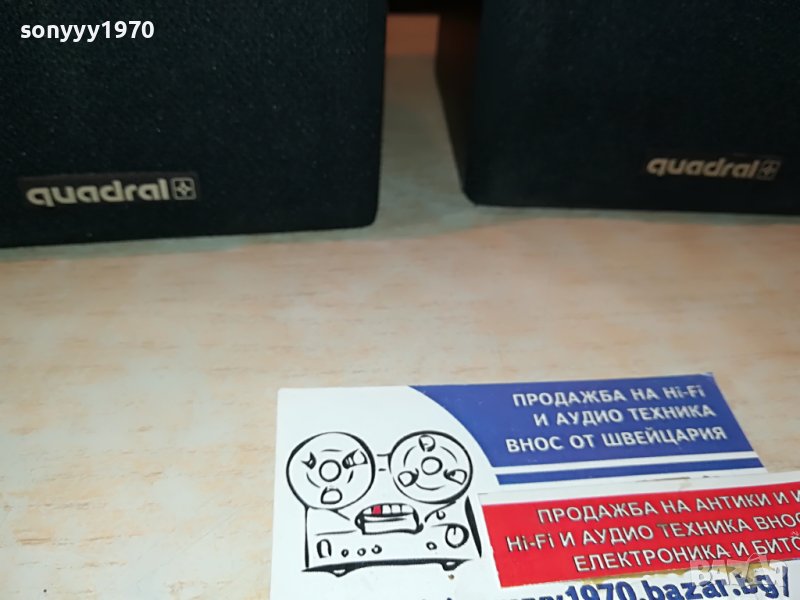 sonyyy1970
quadral
quadral
ПРОДАЖБА НА Hi-Fi
И АУДИО ТЕХНИКА
ВНОС ОТ ШВЕЙЦАРИЯ
ПРОДАЖБА НА АНТИКИ И
Hi-Fi И АУДИО ТЕХНИКА ВНОС
ЕЛЕКТРОНИКА И
1970.bazar.bg/
BAZAR